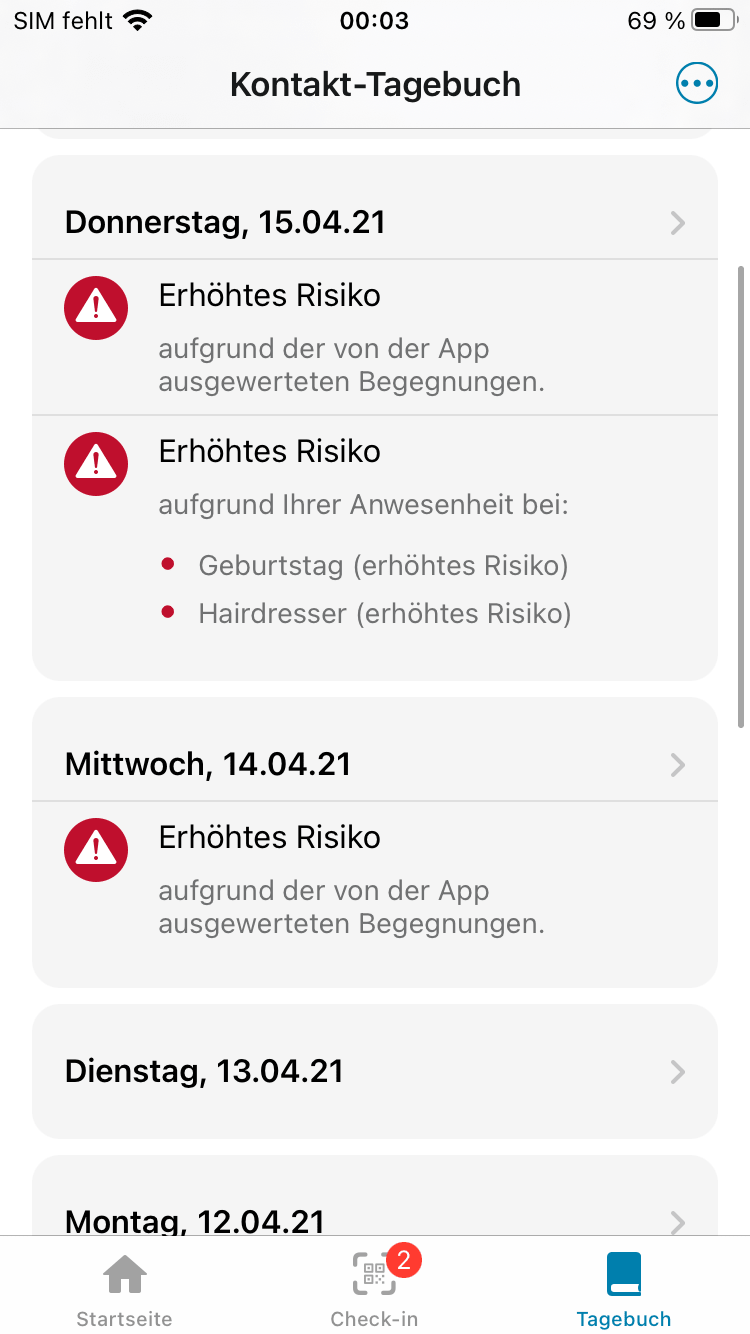 SIM fehlt 00:03 69 %
Kontakt-Tagebuch
Donnerstag, 15.04.21
Erhöhtes Risiko
aufgrund der von der App
ausgewerteten Begegnungen.
Erhöhtes Risiko
aufgrund Ihrer Anwesenheit bei:
Geburtstag (erhöhtes Risiko)
Hairdresser (erhöhtes Risiko)
Mittwoch, 14.04.21
Erhöhtes Risiko
aufgrund der von der App
ausgewerteten Begegnungen.
Dienstag, 13.04.21
Montag, 12.04.21
2
Startseite Check-in Tagebuch